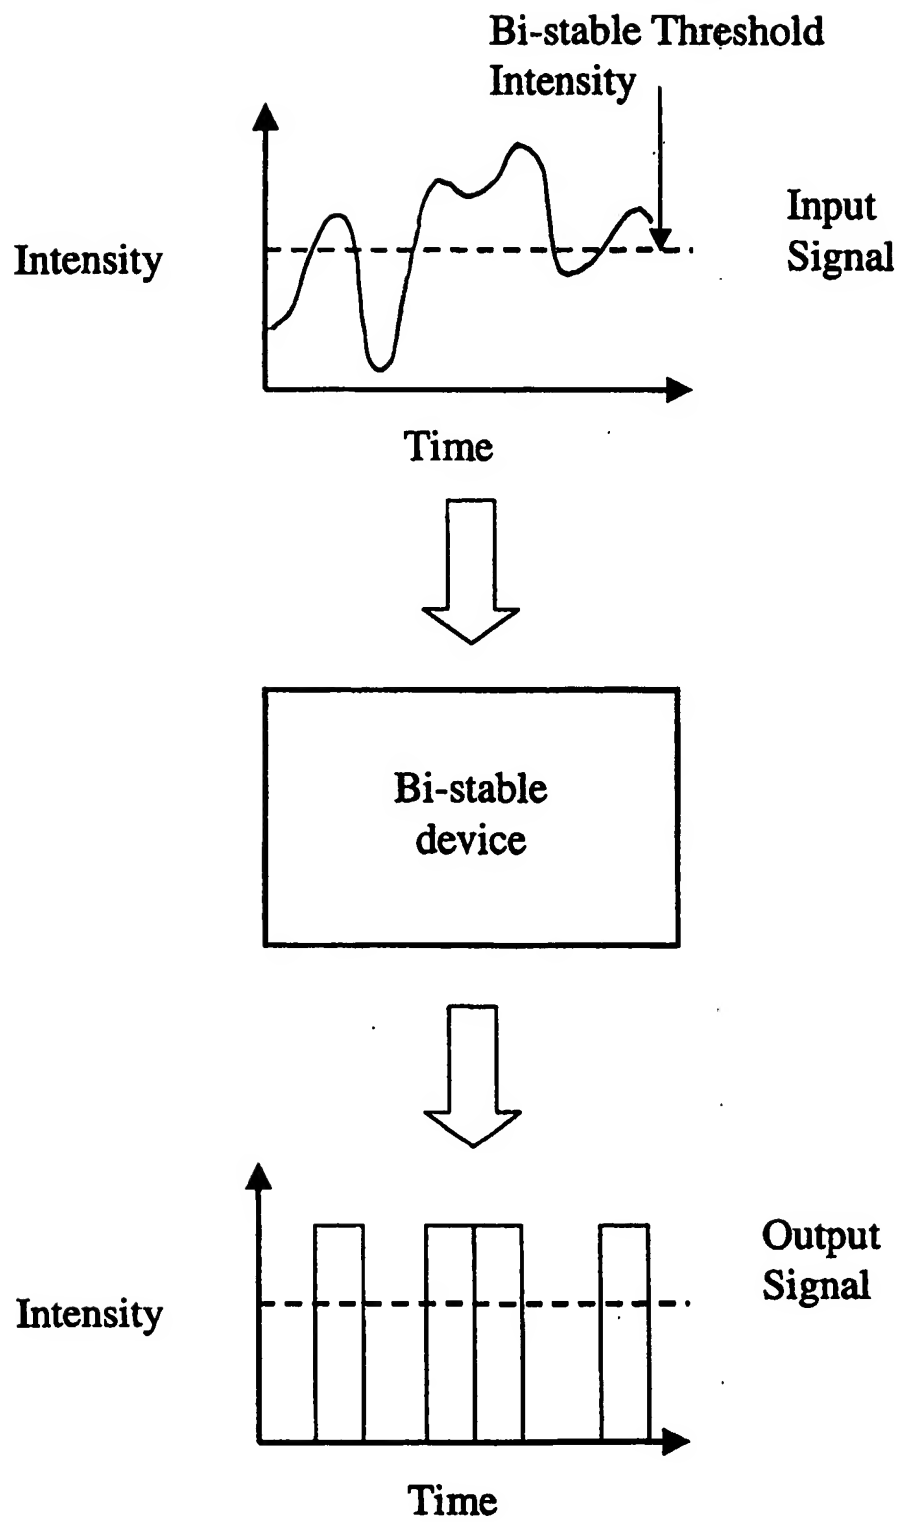 Bi-stable Threshold
Intensity
Input
Signal
Intensity
Time
Bi-stable
device
Output
Signal
Intensity
Time